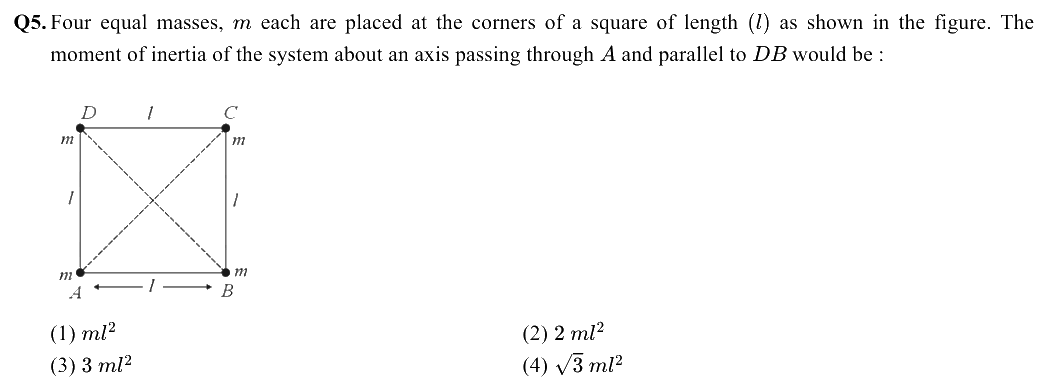 Q5. Four equal masses, m each are placed at the corners of a square of length (l) as shown in the figure. The
moment of inertia of the system about an axis passing through A and parallel to DB would be :
D l C
m m
l l
m m
A l B
(1) ml² (2) 2 ml²
(3) 3 ml² (4) √3 ml²